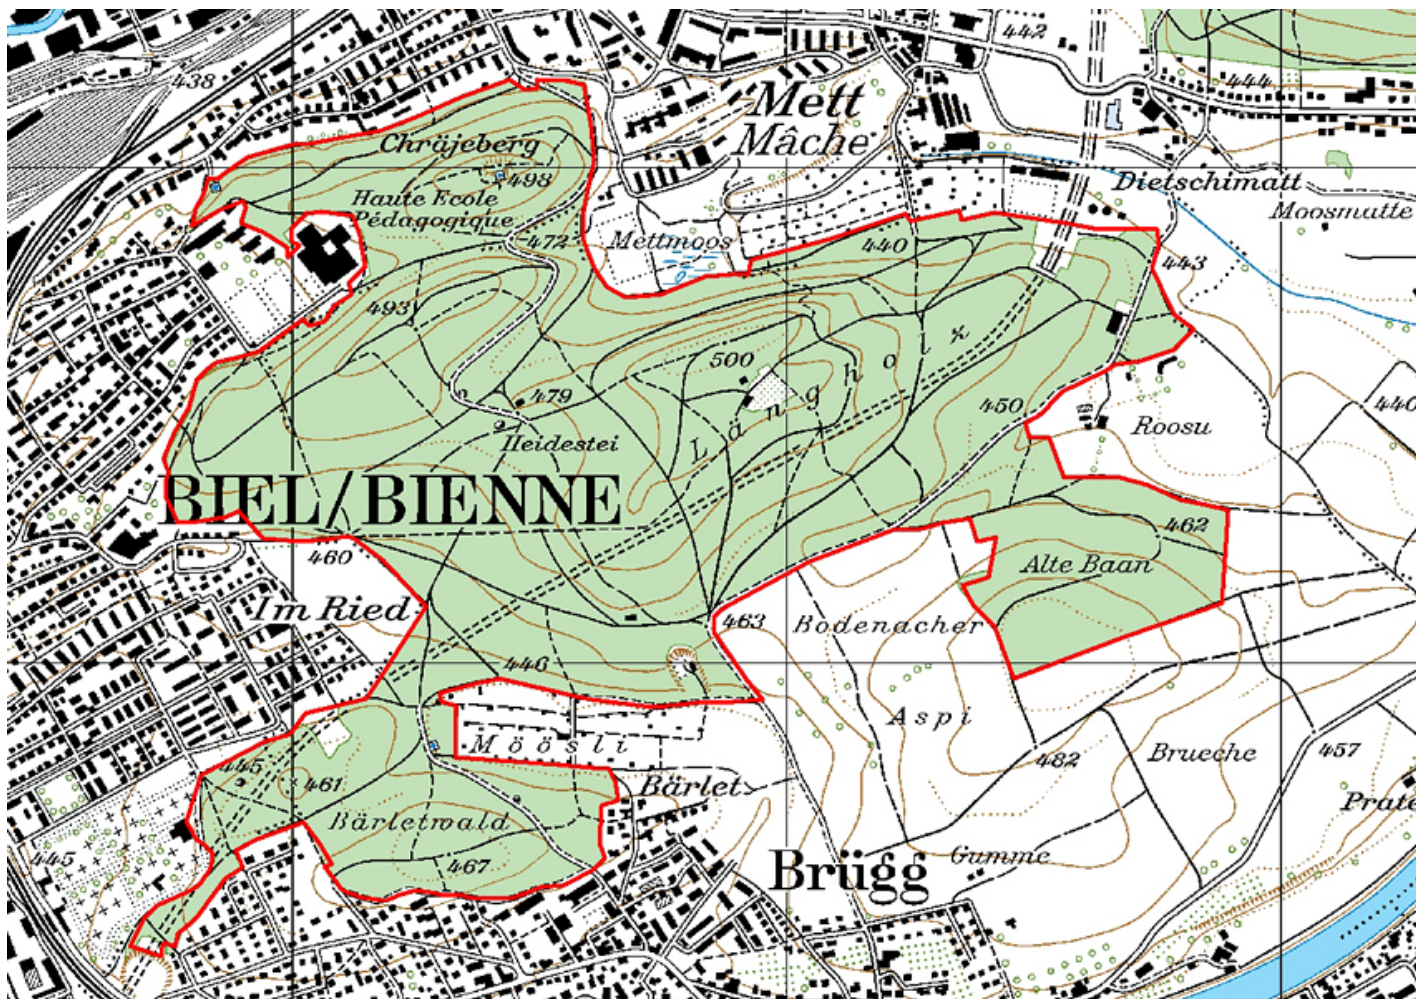 442
438
444
Mett
Mâche
Chräjeberg
498
Dietschimatt
Haute Ecole
Pédagogique
Moosmatte
472
Mettmoos
440
443
493
500
479
450
440
Längholz
Roosu
Heidestei
BIEL/BIENNE
462
460
Alte Baan
Im Ried
463
Bodenacher
446
Aspi
Möösli
482
Brueche
457
445
461
Bärlet
Prate
Bärletwald
445
467
Gumme
Brügg